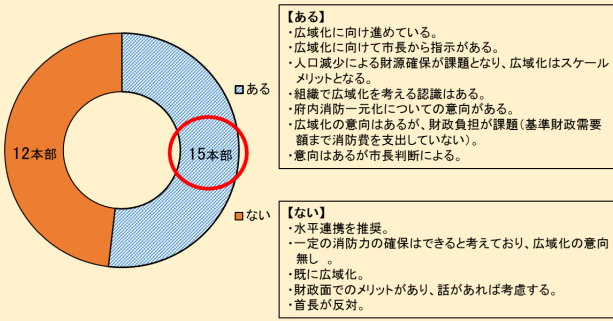 12本部
15本部
ある
ない
【ある】
・広域化に向け進めている。
・広域化に向けて市長から指示がある。
・人口減少による財源確保が課題となり、広域化はスケール
メリットとなる。
・組織で広域化を考える認識はある。
・府内消防一元化についての意向がある。
・広域化の意向はあるが、財政負担が課題（基準財政需要
額まで消防費を支出していない）。
・意向はあるが市長判断による。
【ない】
・水平連携を推奨。
・一定の消防力の確保はできると考えており、広域化の意向
無し 。
・既に広域化。
・財政面でのメリットがあり、話があれば考慮する。
・首長が反対。